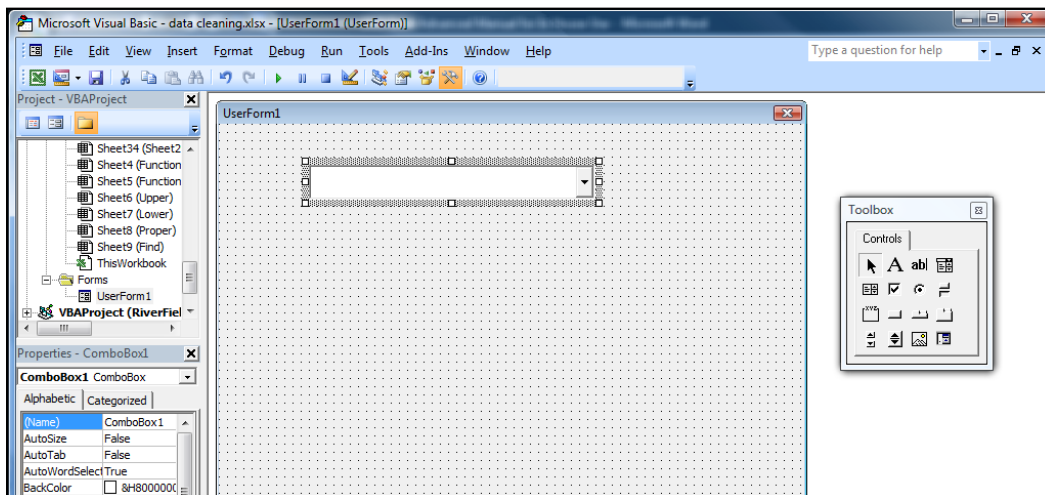 Microsoft Visual Basic - data cleaning.xlsx - [UserForm1 (UserForm)]
File Edit View Insert Format Debug Run Tools Add-Ins Window Help
Type a question for help
Project - VBAProject
Sheet34 (Sheet2
Sheet4 (Function
Sheet5 (Function
Sheet6 (Upper)
Sheet7 (Lower)
Sheet8 (Proper)
Sheet9 (Find)
ThisWorkbook
Forms
UserForm1
VBAProject (RiverFiel
Properties - ComboBox1
ComboBox1 ComboBox
Alphabetic Categorized
(Name) ComboBox1
AutoSize False
AutoTab False
AutoWordSelect True
BackColor &H8000000
UserForm1
Toolbox
Controls
A ab|
XYZ